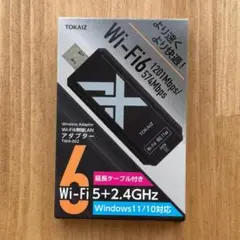 TOKAIZ
より速く
より快適!
Wi-Fi6 1201Mbps/
574Mbps
TOKAIZ
Wireless Adapter
Wi-Fi6無線LAN
アダプター
TWA-002
延長ケーブル付き
6
Wi-Fi 5+2.4GHz
Windows11/10対応